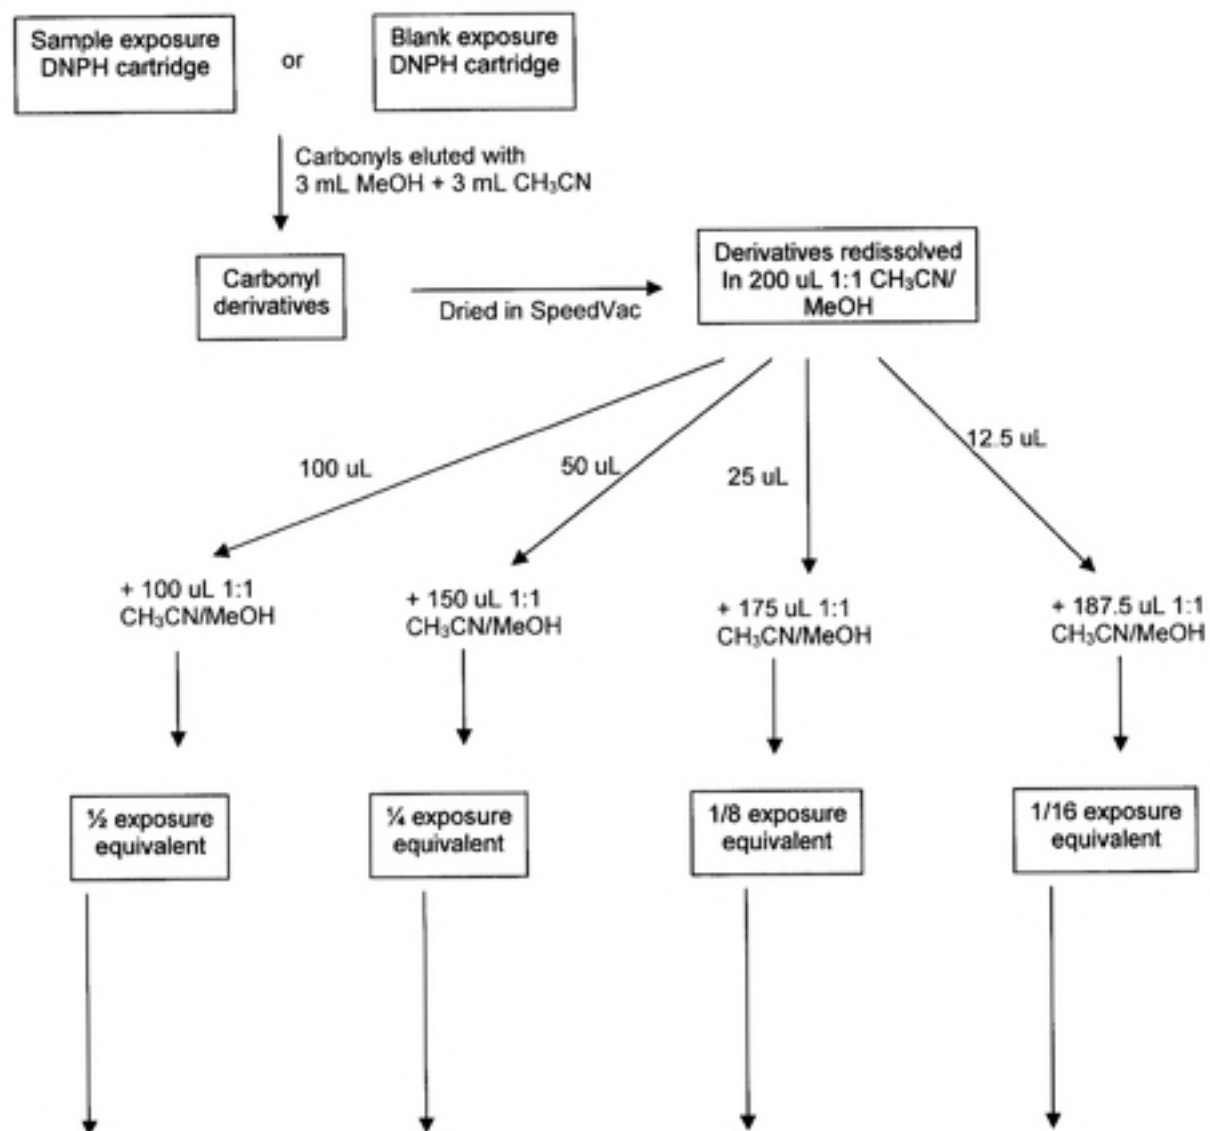 Sample exposure
DNPH cartridge
or
Blank exposure
DNPH cartridge
Carbonyls eluted with
3 mL MeOH + 3 mL CH₃CN
Carbonyl
derivatives
Dried in SpeedVac
Derivatives redissolved
In 200 uL 1:1 CH₃CN/
MeOH
100 uL
50 uL
25 uL
12.5 uL
+ 100 uL 1:1
CH₃CN/MeOH
+ 150 uL 1:1
CH₃CN/MeOH
+ 175 uL 1:1
CH₃CN/MeOH
+ 187.5 uL 1:1
CH₃CN/MeOH
½ exposure
equivalent
¼ exposure
equivalent
1/8 exposure
equivalent
1/16 exposure
equivalent